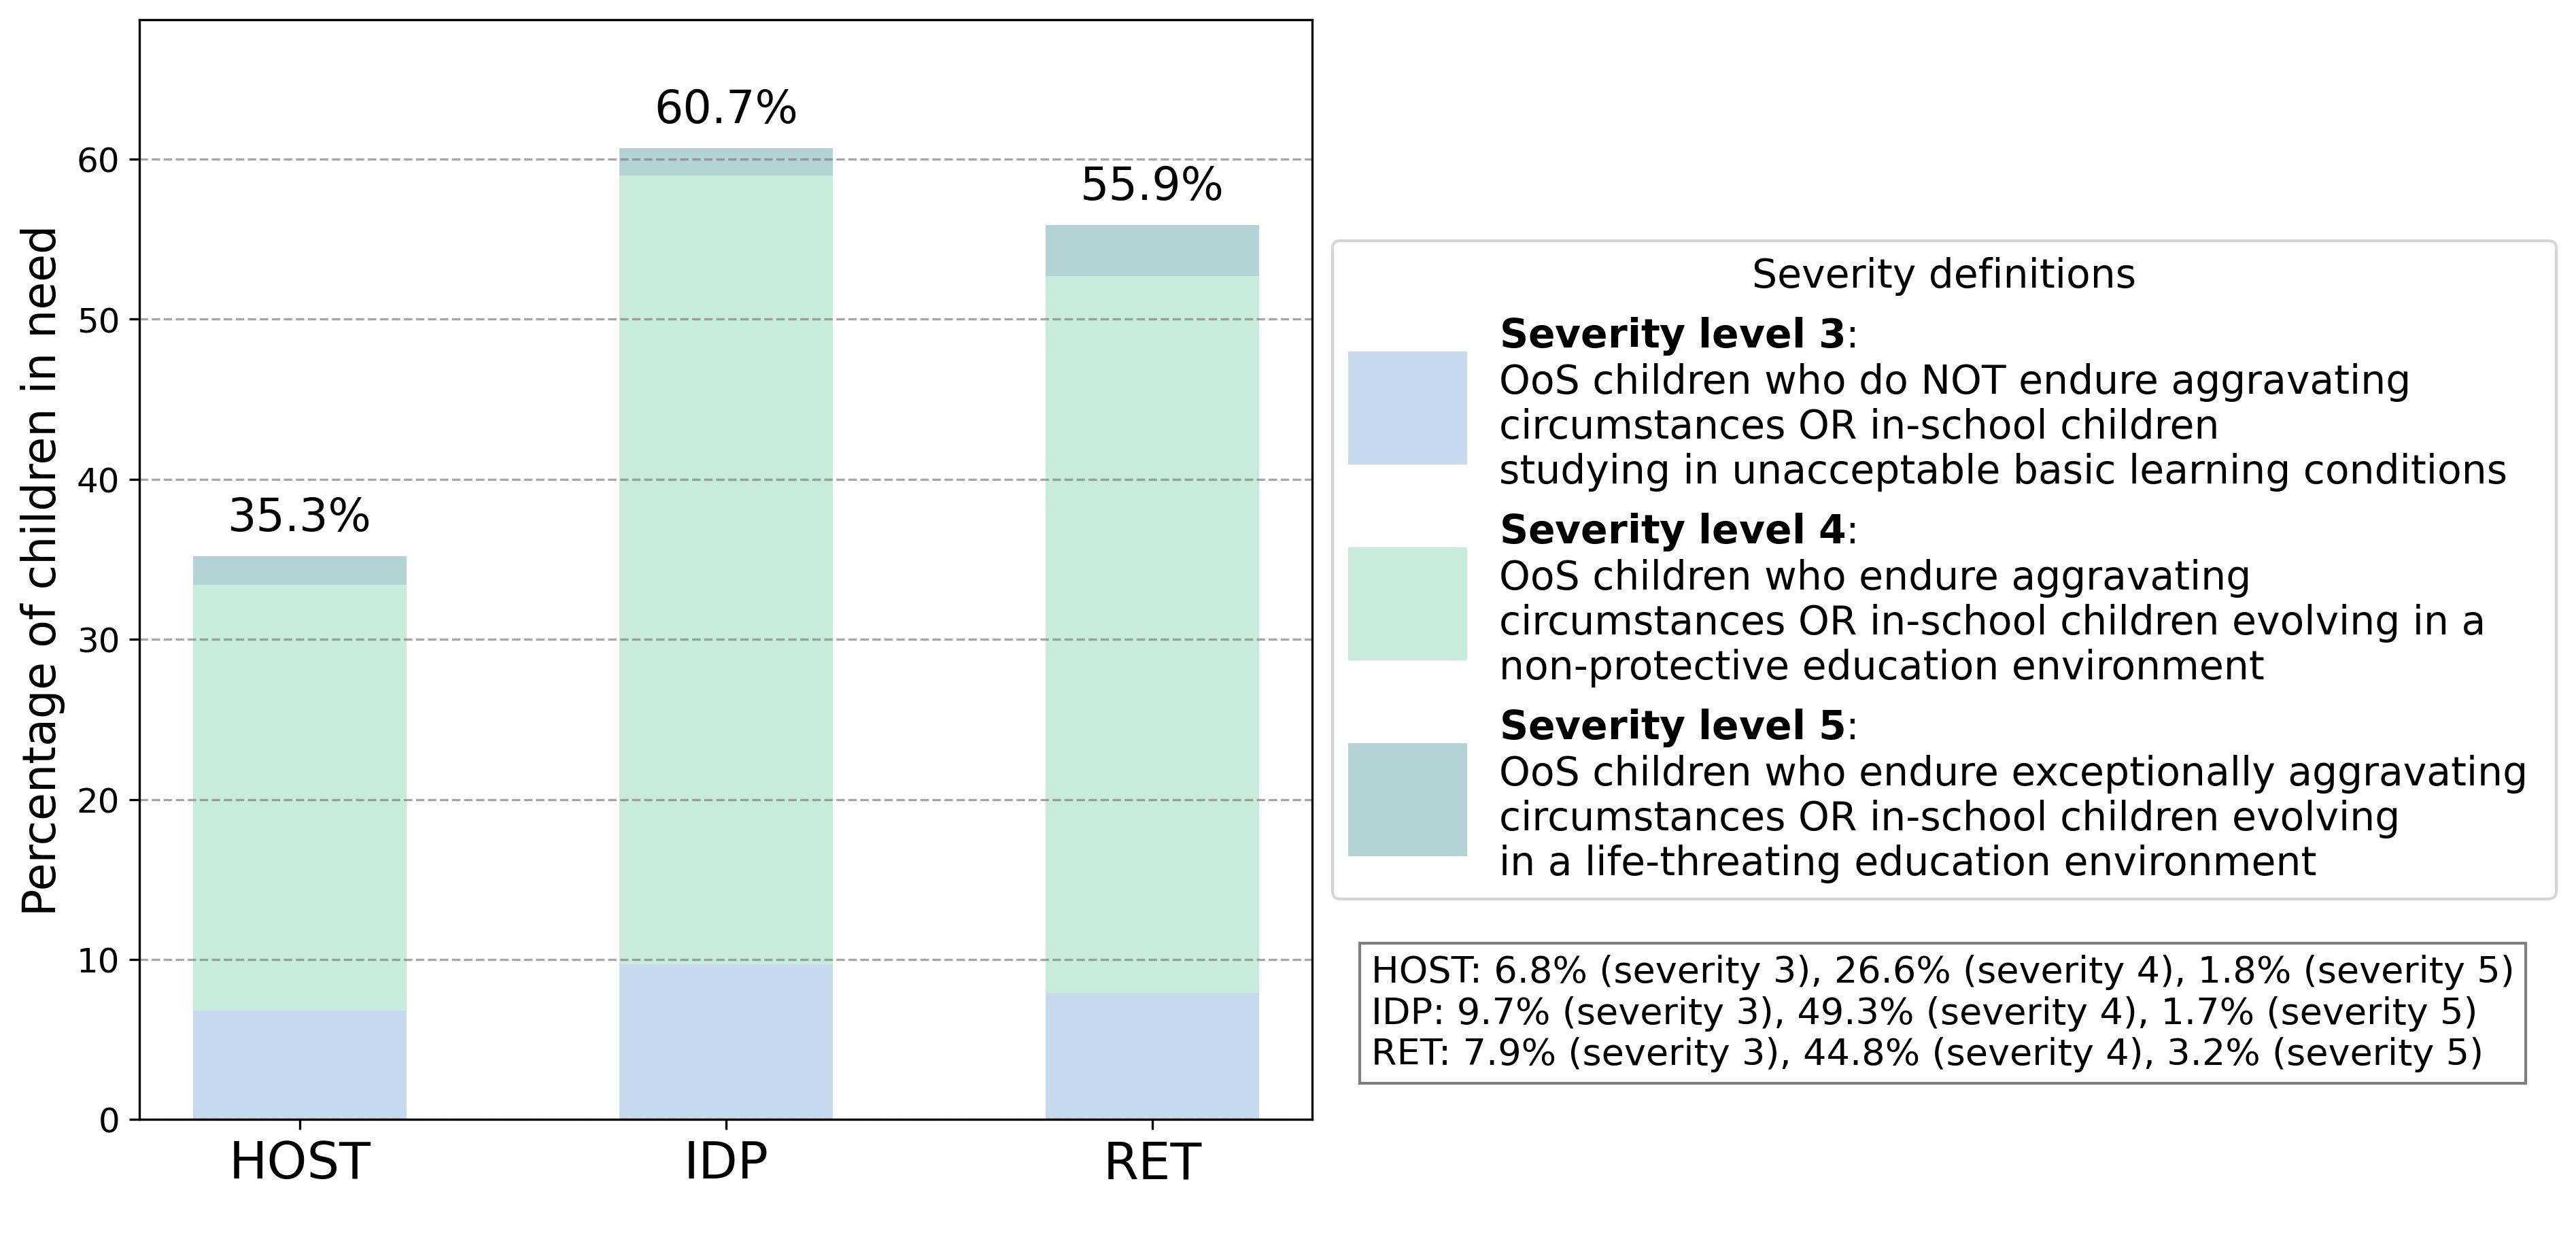 Percentage of children in need
60
50
40
30
20
10
0
35.3%
60.7%
55.9%
HOST
IDP
RET
Severity definitions
Severity level 3:
OoS children who do NOT endure aggravating
circumstances OR in-school children
studying in unacceptable basic learning conditions
Severity level 4:
OoS children who endure aggravating
circumstances OR in-school children evolving in a
non-protective education environment
Severity level 5:
OoS children who endure exceptionally aggravating
circumstances OR in-school children evolving
in a life-threating education environment
HOST: 6.8% (severity 3), 26.6% (severity 4), 1.8% (severity 5)
IDP: 9.7% (severity 3), 49.3% (severity 4), 1.7% (severity 5)
RET: 7.9% (severity 3), 44.8% (severity 4), 3.2% (severity 5)